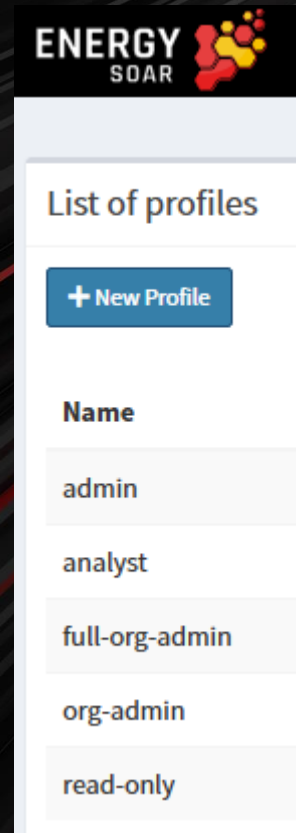 ENERGY
SOAR
List of profiles
+ New Profile
Name
admin
analyst
full-org-admin
org-admin
read-only